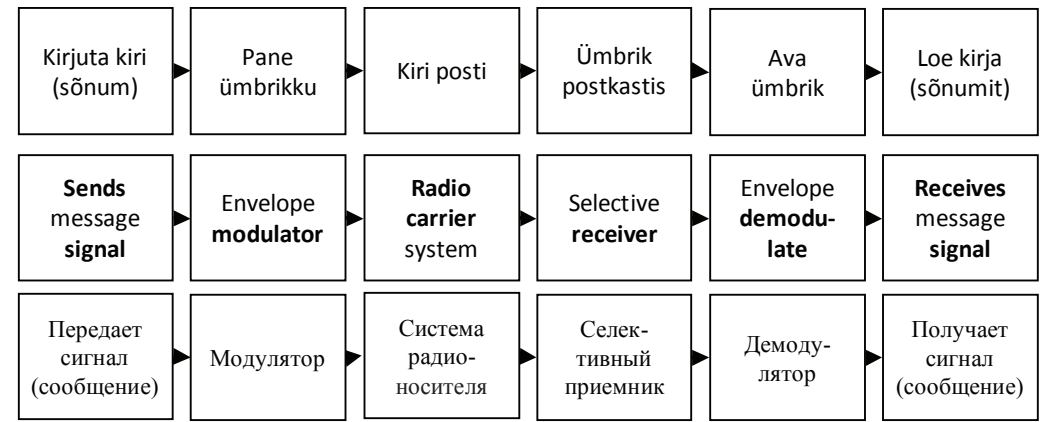 Kirjuta kiri
(sõnum)
Pane
ümbrikku
Kiri posti
Ümbrik
postkastis
Ava
ümbrik
Loe kirja
(sõnumit)
Sends
message
signal
Envelope
modulator
Radio
carrier
system
Selective
receiver
Envelope
demodu-
late
Receives
message
signal
Передает
сигнал
(сообщение)
Модулятор
Система
радио-
носителя
Селек-
тивный
приемник
Демоду-
лятор
Получает
сигнал
(сообщение)